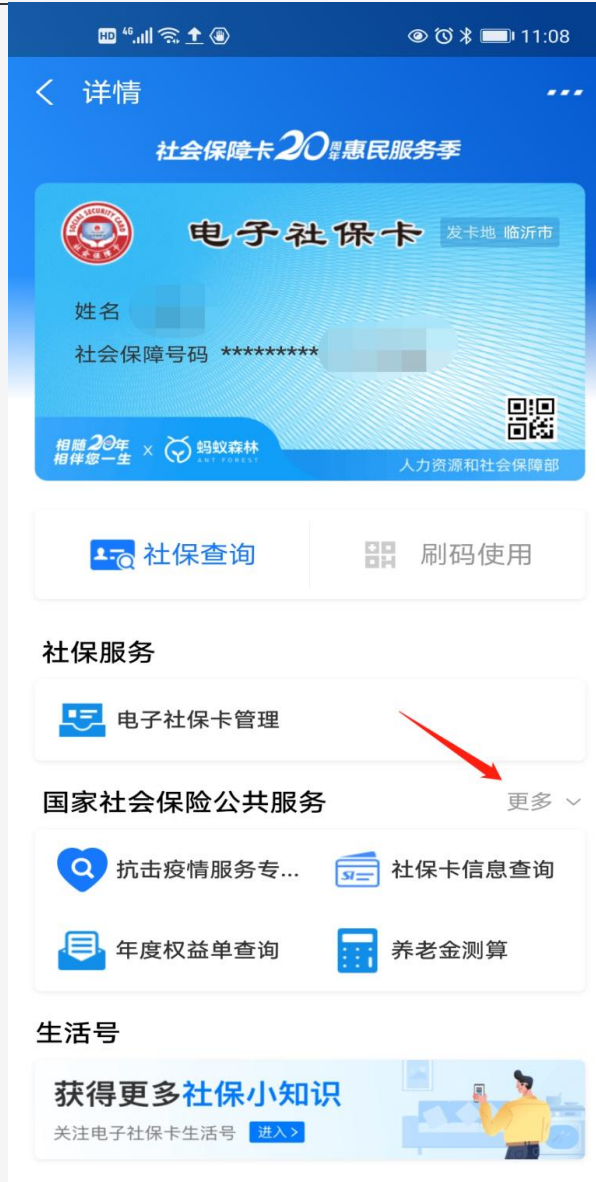 HD 4G 11:08
详情
社会保障卡20周年惠民服务季
电子社保卡 发卡地 临沂市
姓名
社会保障号码 *********
相随20年
相伴您一生
× 蚂蚁森林
ANT FOREST
人力资源和社会保障部
社保查询 刷码使用
社保服务
电子社保卡管理
国家社会保险公共服务 更多
抗击疫情服务专... 社保卡信息查询
年度权益单查询 养老金测算
生活号
获得更多社保小知识
关注电子社保卡生活号 进入>